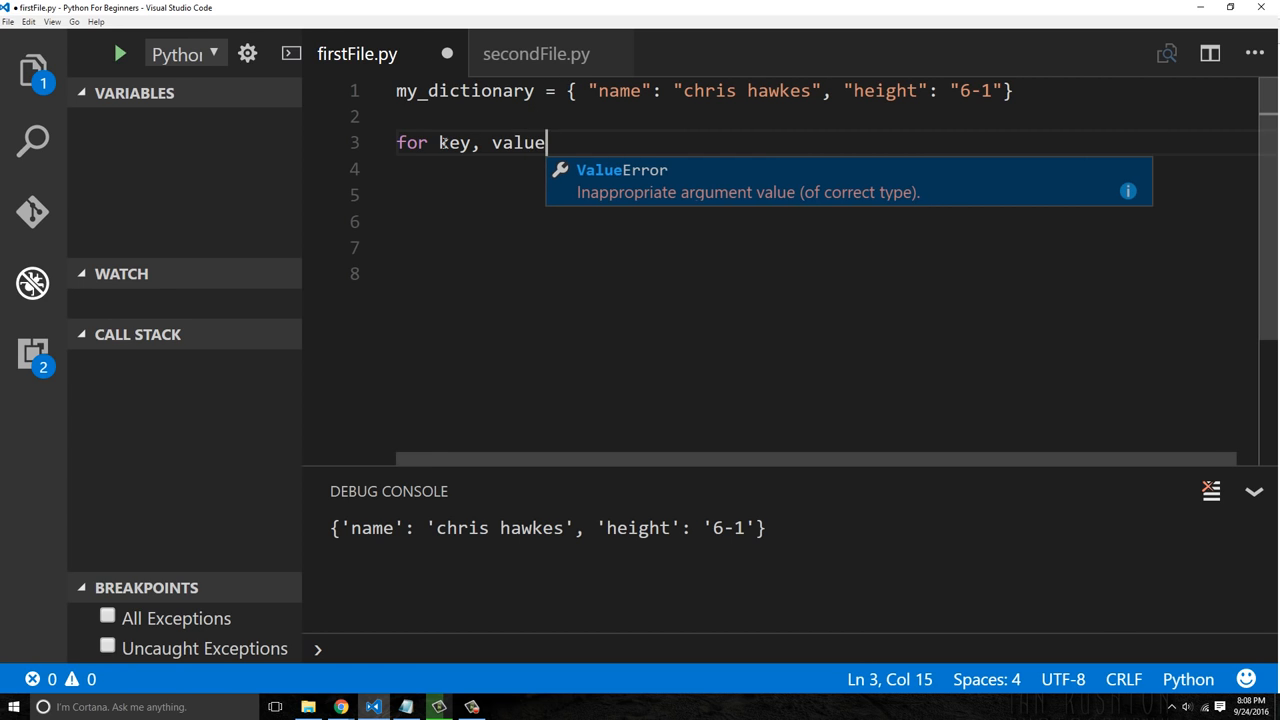 ● firstFile.py - Python For Beginners - Visual Studio Code
File Edit View Go Help
1
2
Python
VARIABLES
WATCH
CALL STACK
BREAKPOINTS
All Exceptions
Uncaught Exceptions
firstFile.py
secondFile.py
1 my_dictionary = { "name": "chris hawkes", "height": "6-1"}
2
3 for key, value
4
5
6
7
8
ValueError
Inappropriate argument value (of correct type).
DEBUG CONSOLE
{'name': 'chris hawkes', 'height': '6-1'}
0 0
Ln 3, Col 15 Spaces: 4 UTF-8 CRLF Python
I'm Cortana. Ask me anything.
8:08 PM
9/24/2016